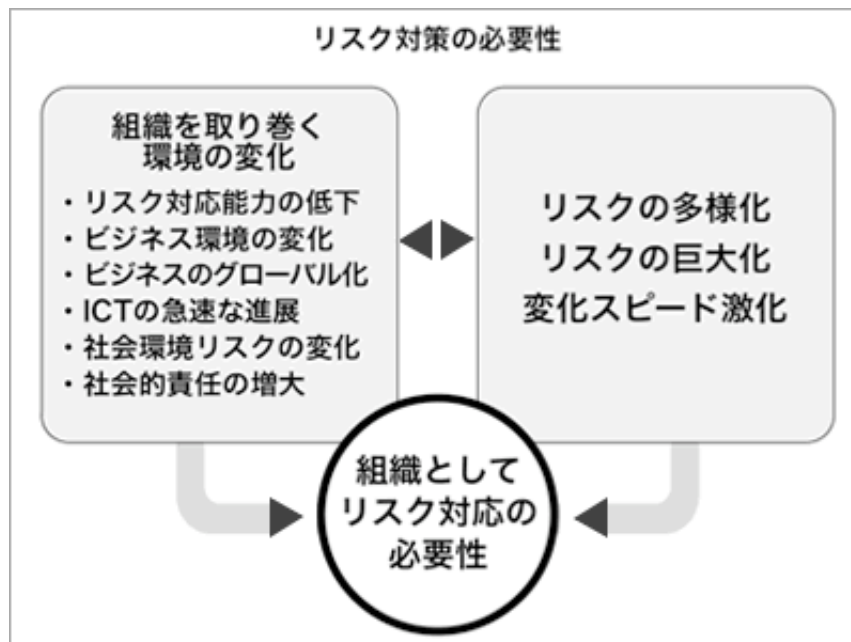 リスク対策の必要性
組織を取り巻く
環境の変化
・リスク対応能力の低下
・ビジネス環境の変化
・ビジネスのグローバル化
・ICTの急速な進展
・社会環境リスクの変化
・社会的責任の増大
リスクの多様化
リスクの巨大化
変化スピード激化
組織として
リスク対応の
必要性